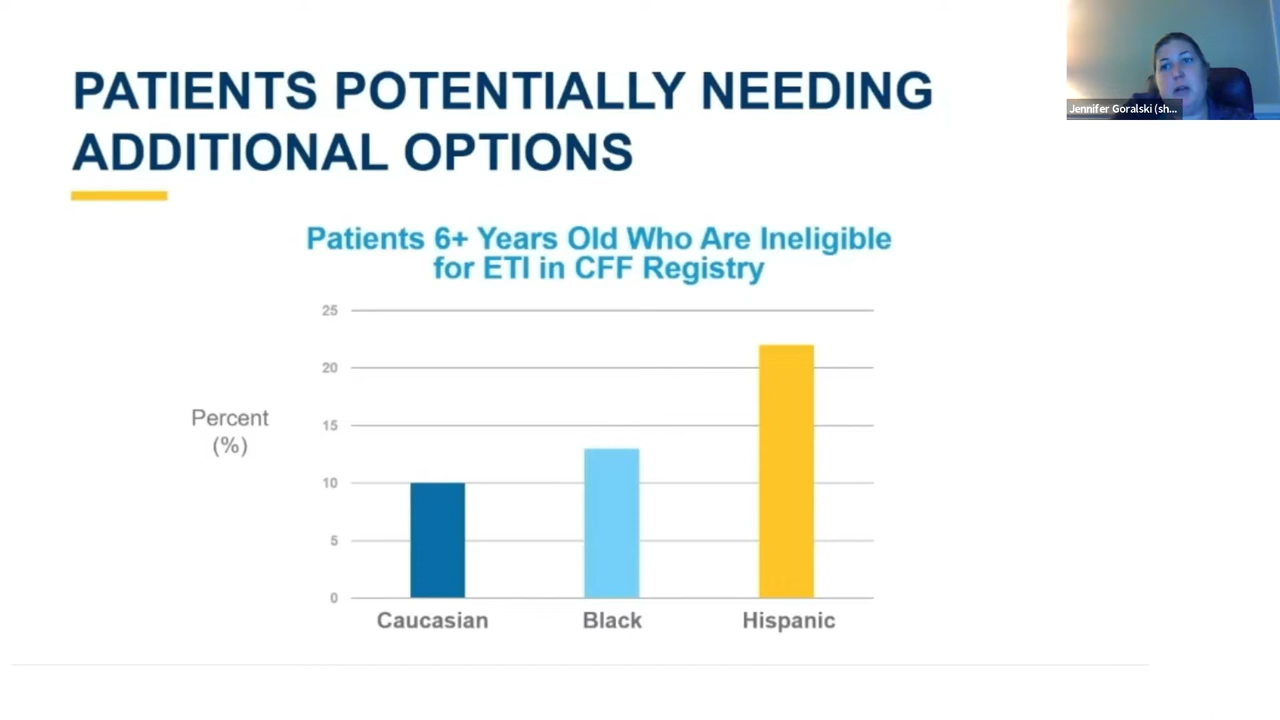 PATIENTS POTENTIALLY NEEDING
ADDITIONAL OPTIONS
Jennifer Goralski (sh...
Patients 6+ Years Old Who Are Ineligible
for ETI in CFF Registry
Percent
(%)
25
20
15
10
5
0
Caucasian
Black
Hispanic